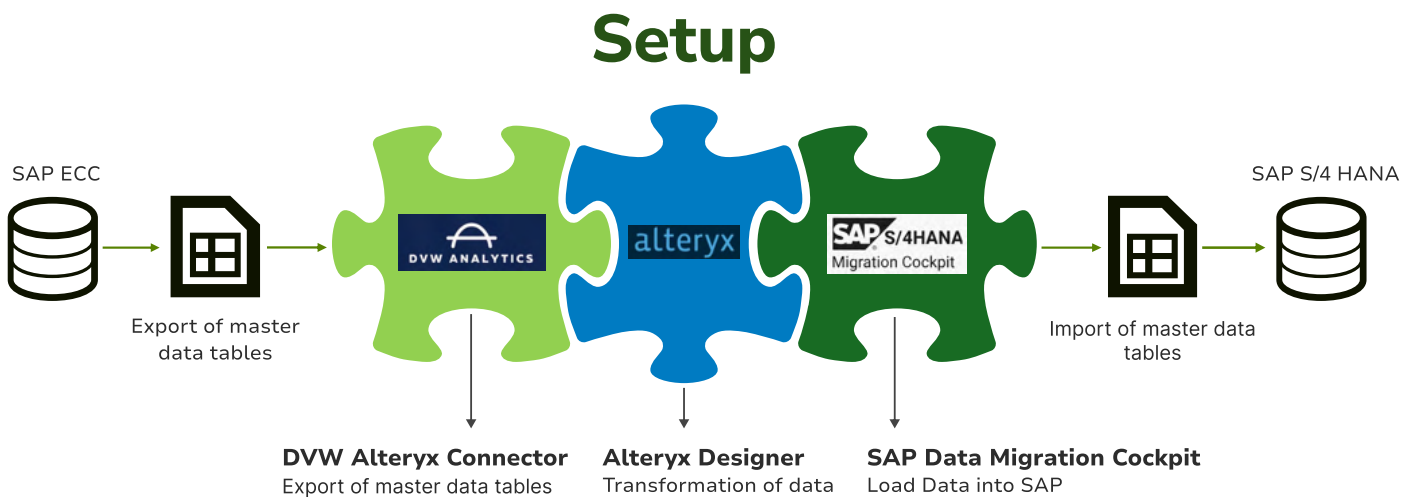 Setup
SAP ECC
SAP S/4 HANA
DVW ANALYTICS
alteryx
SAP S/4HANA
Migration Cockpit
Export of master
data tables
Import of master data
tables
DVW Alteryx Connector
Export of master data tables
Alteryx Designer
Transformation of data
SAP Data Migration Cockpit
Load Data into SAP